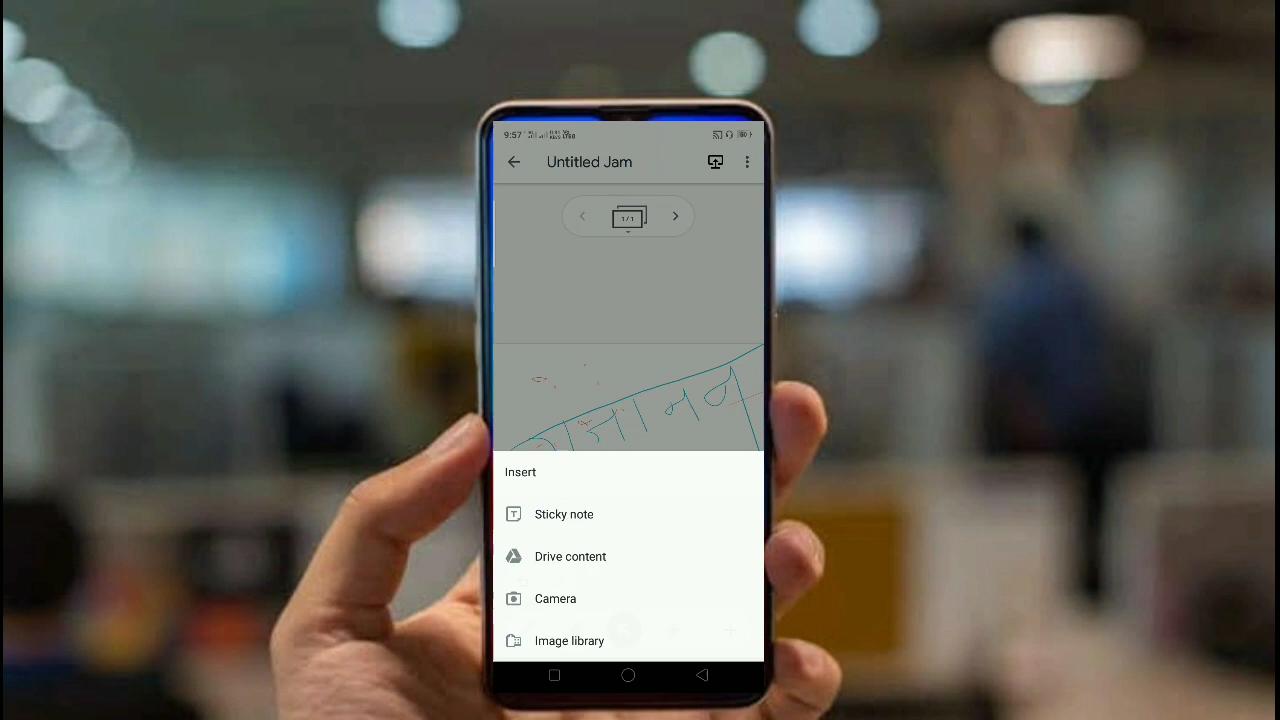 9:57
Untitled Jam
1/1
Insert
Sticky note
Drive content
Camera
Image library